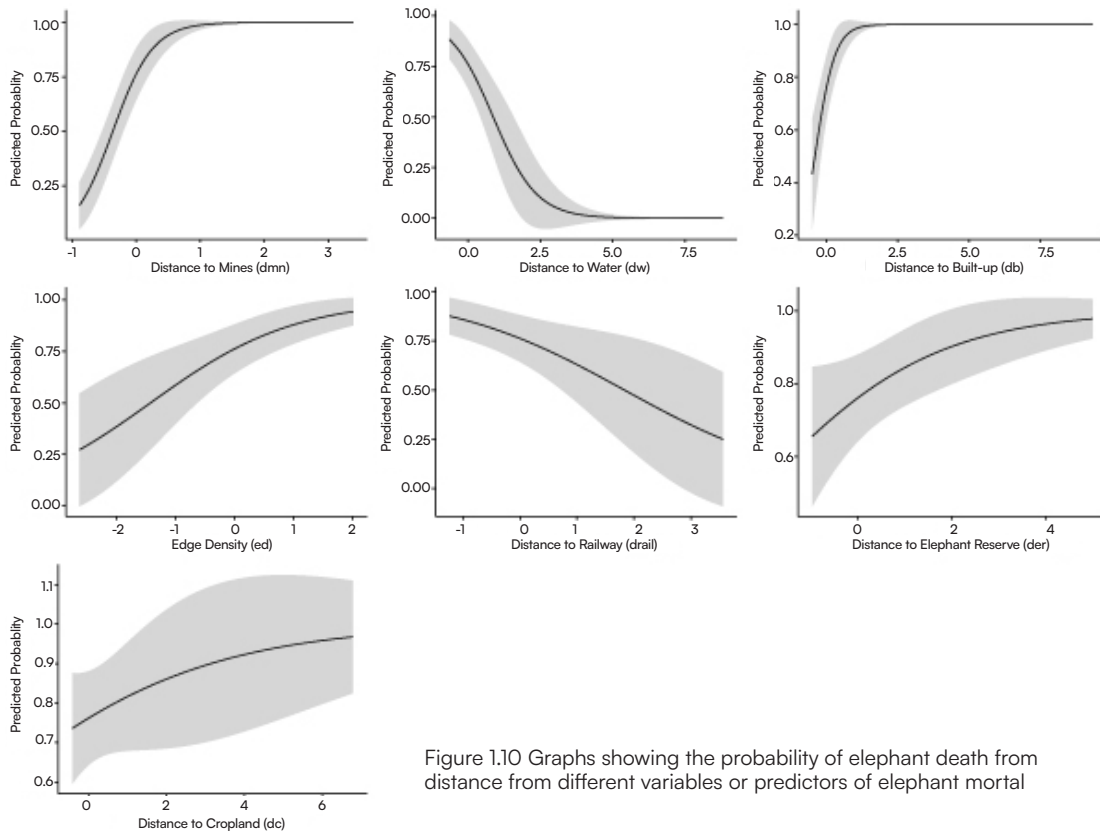 1.00
0.75
0.50
0.25
Predicted Probablity
-1 0 1 2 3
Distance to Mines (dmn)
1.00
0.75
0.50
0.25
0.00
Predicted Probablity
0.0 2.5 5.0 7.5
Distance to Water (dw)
1.0
0.8
0.6
0.4
0.2
Predicted Probablity
0.0 2.5 5.0 7.5
Distance to Built-up (db)
1.00
0.75
0.50
0.25
0.00
Predicted Probablity
-2 -1 0 1 2
Edge Density (ed)
1.00
0.75
0.50
0.25
0.00
Predicted Probablity
-1 0 1 2 3
Distance to Railway (drail)
1.0
0.8
0.6
Predicted Probablity
0 2 4
Distance to Elephant Reserve (der)
1.1
1.0
0.9
0.8
0.7
0.6
Predicted Probablity
0 2 4 6
Distance to Cropland (dc)
Figure 1.10 Graphs showing the probability of elephant death from
distance from different variables or predictors of elephant mortal